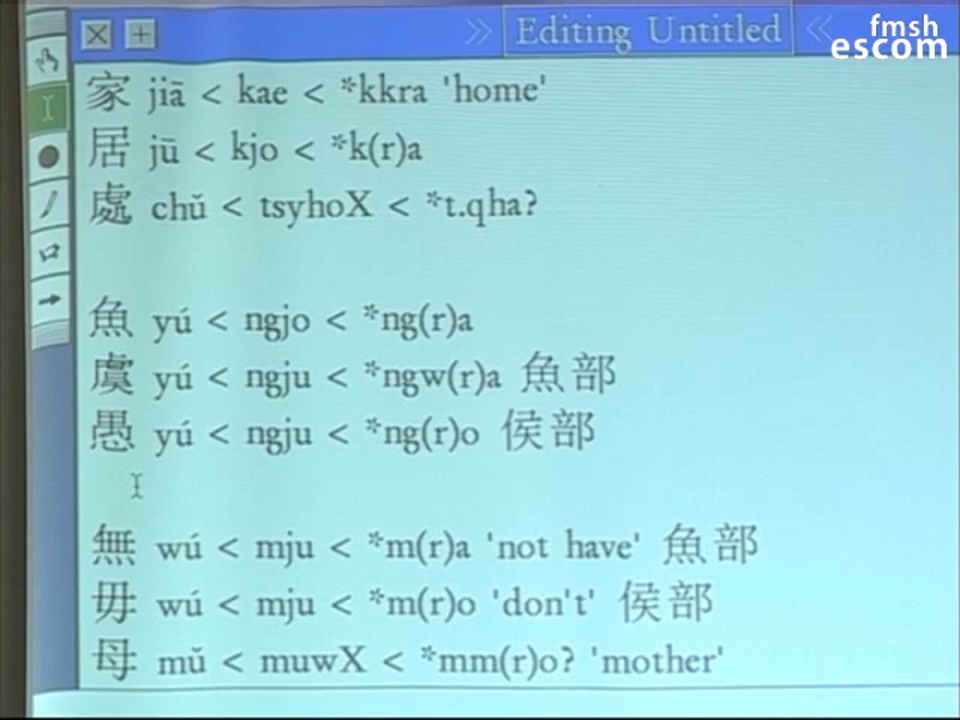 Editing Untitled
fmsh
escom
家 jiā < kae < *kkra 'home'
居 jū < kjo < *k(r)a
處 chǔ < tsyhoX < *t.qha?
魚 yú < ngjo < *ng(r)a
虞 yú < ngju < *ngw(r)a 魚部
愚 yú < ngju < *ng(r)o 侯部
無 wú < mju < *m(r)a 'not have' 魚部
毋 wú < mju < *m(r)o 'don't' 侯部
母 mǔ < muwX < *mm(r)o? 'mother'